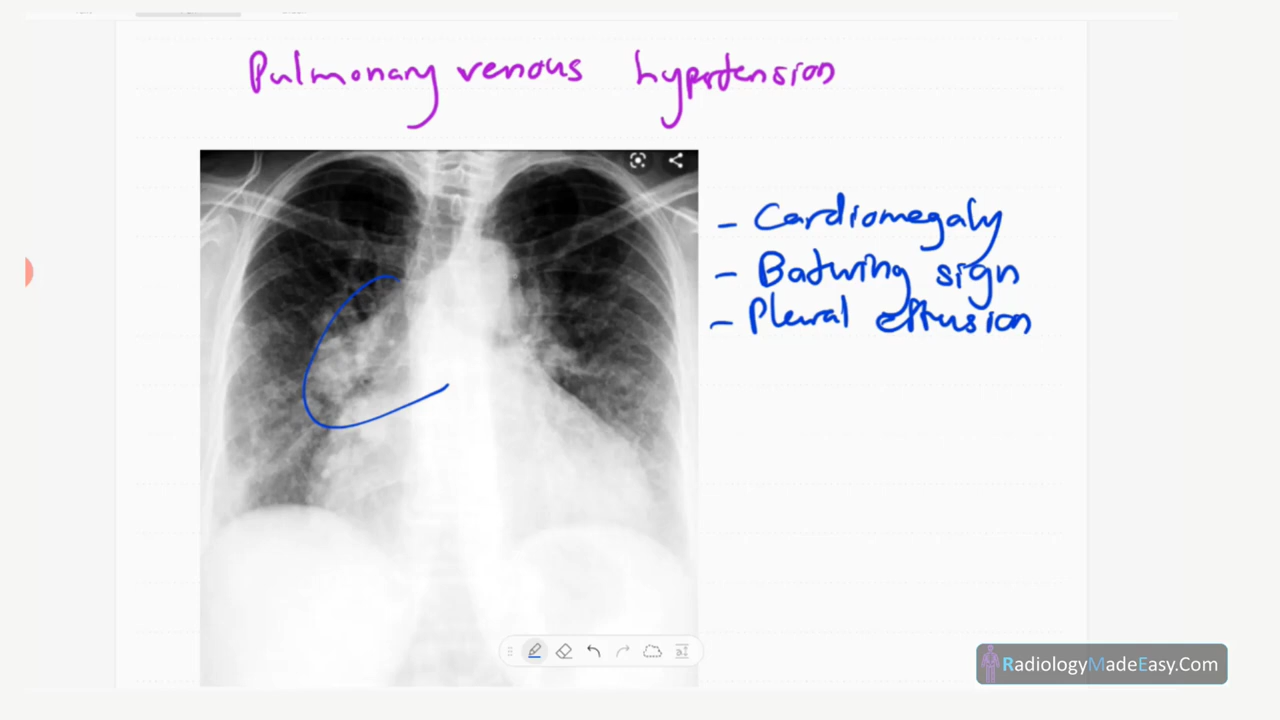 Pulmonary venous hypertension
- Cardiomegaly
- Batwing sign
- Pleural effusion
RadiologyMadeEasy.Com